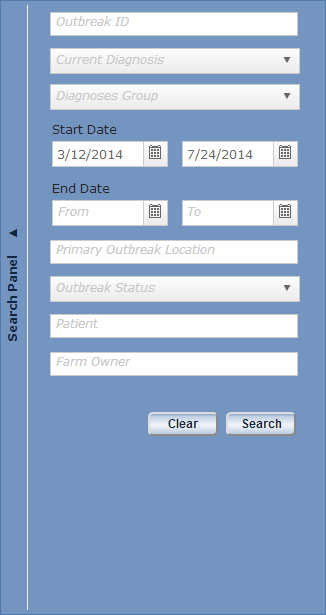 Outbreak ID
Current Diagnosis
Diagnoses Group
Start Date
3/12/2014 7/24/2014
End Date
From To
Primary Outbreak Location
Outbreak Status
Patient
Farm Owner
Clear Search
Search Panel